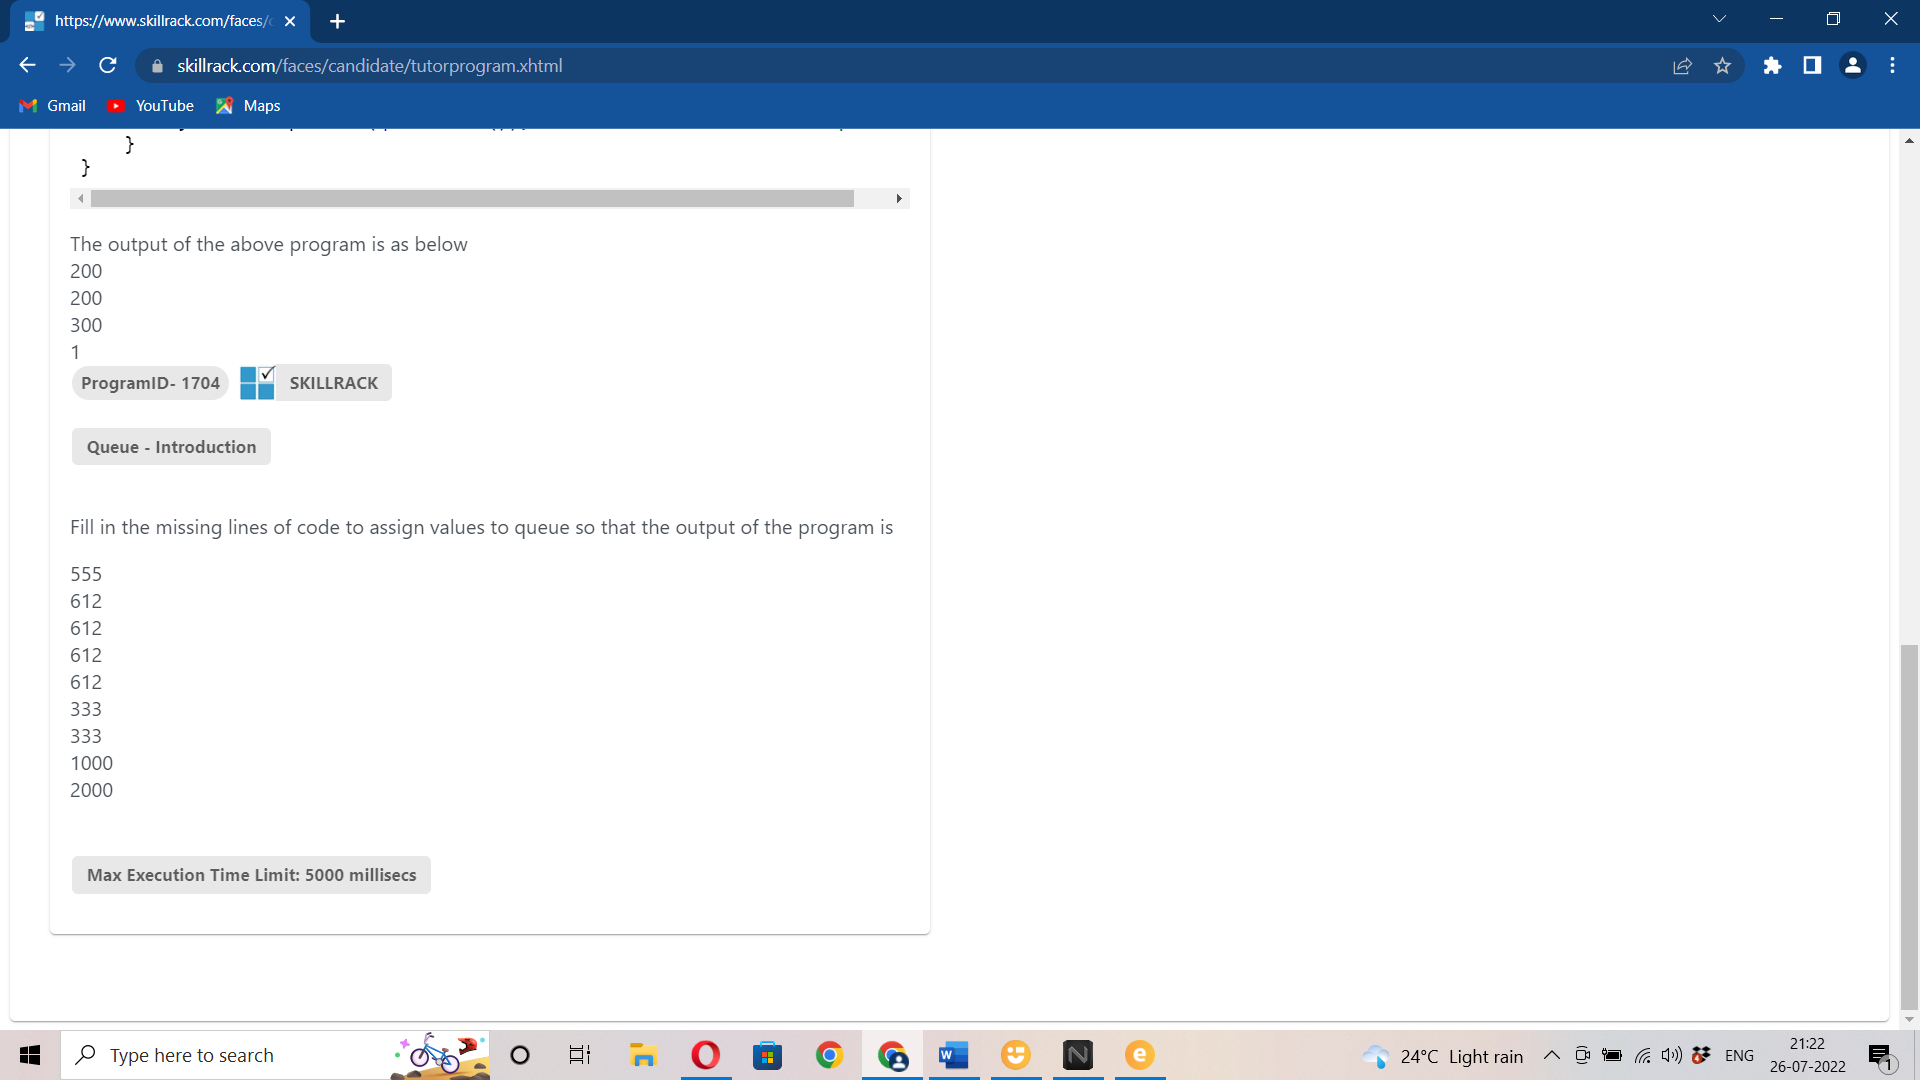 https://www.skillrack.com/faces/c
skillrack.com/faces/candidate/tutorprogram.xhtml
Gmail YouTube Maps
}
}
The output of the above program is as below
200
200
300
1
ProgramID- 1704 SKILLRACK
Queue - Introduction
Fill in the missing lines of code to assign values to queue so that the output of the program is
555
612
612
612
612
333
333
1000
2000
Max Execution Time Limit: 5000 millisecs
Type here to search
24°C Light rain
ENG
21:22
26-07-2022
1